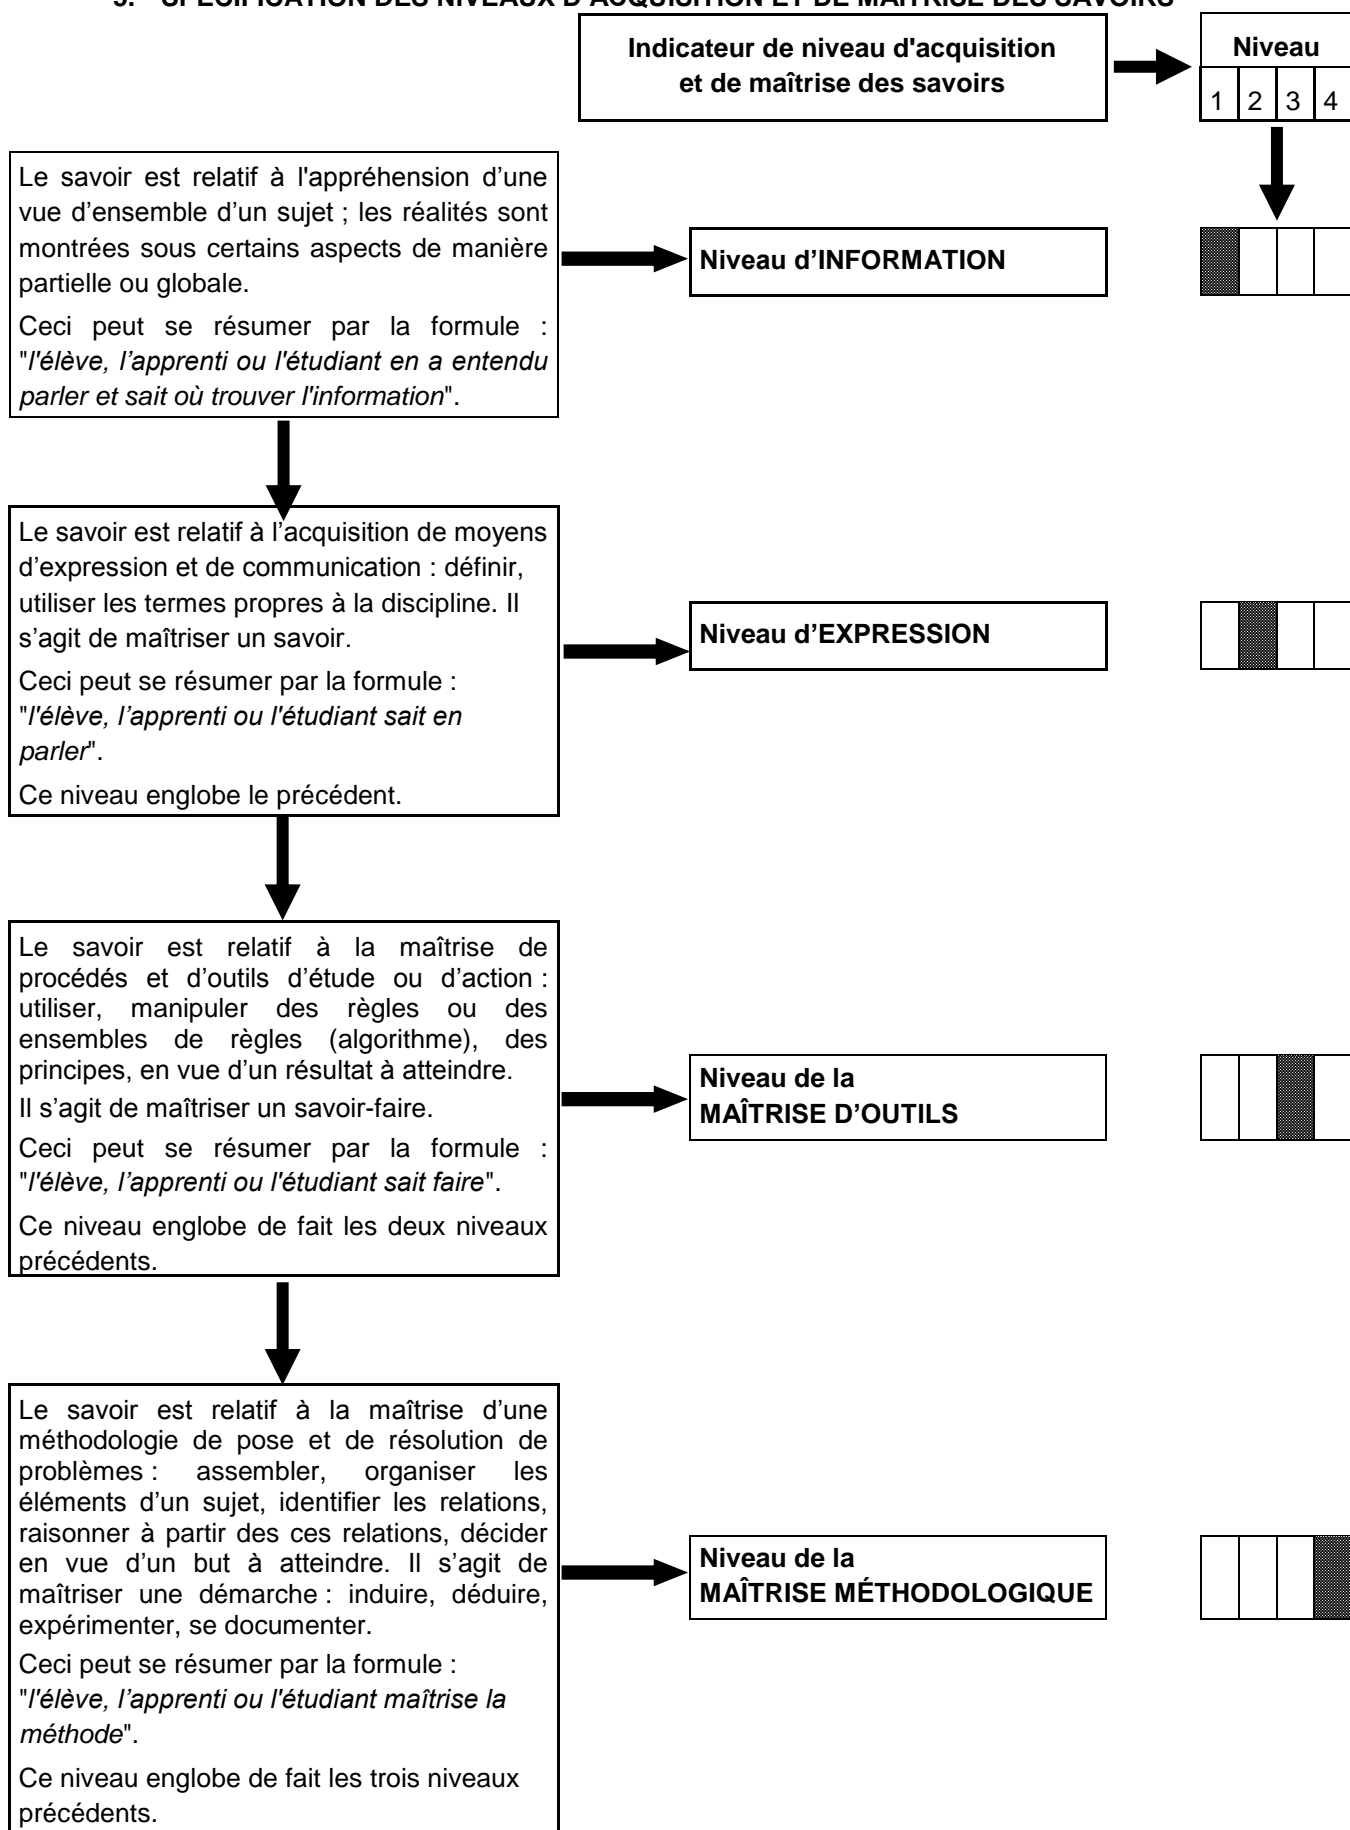 3. SPÉCIFICATION DES NIVEAUX D'ACQUISITION ET DE MAÎTRISE DES SAVOIRS
Indicateur de niveau d'acquisition
et de maîtrise des savoirs
Niveau
1 2 3 4
Le savoir est relatif à l'appréhension d’une
vue d’ensemble d’un sujet ; les réalités sont
montrées sous certains aspects de manière
partielle ou globale.
Ceci peut se résumer par la formule :
"l'élève, l’apprenti ou l'étudiant en a entendu
parler et sait où trouver l'information".
Niveau d’INFORMATION
Le savoir est relatif à l’acquisition de moyens
d’expression et de communication : définir,
utiliser les termes propres à la discipline. Il
s’agit de maîtriser un savoir.
Ceci peut se résumer par la formule :
"l'élève, l’apprenti ou l'étudiant sait en
parler".
Ce niveau englobe le précédent.
Niveau d’EXPRESSION
Le savoir est relatif à la maîtrise de
procédés et d’outils d’étude ou d’action :
utiliser, manipuler des règles ou des
ensembles de règles (algorithme), des
principes, en vue d’un résultat à atteindre.
Il s’agit de maîtriser un savoir-faire.
Ceci peut se résumer par la formule :
"l'élève, l’apprenti ou l'étudiant sait faire".
Ce niveau englobe de fait les deux niveaux
précédents.
Niveau de la
MAÎTRISE D’OUTILS
Le savoir est relatif à la maîtrise d’une
méthodologie de pose et de résolution de
problèmes : assembler, organiser les
éléments d’un sujet, identifier les relations,
raisonner à partir des ces relations, décider
en vue d’un but à atteindre. Il s’agit de
maîtriser une démarche : induire, déduire,
expérimenter, se documenter.
Ceci peut se résumer par la formule :
"l'élève, l’apprenti ou l'étudiant maîtrise la
méthode".
Ce niveau englobe de fait les trois niveaux
précédents.
Niveau de la
MAÎTRISE MÉTHODOLOGIQUE